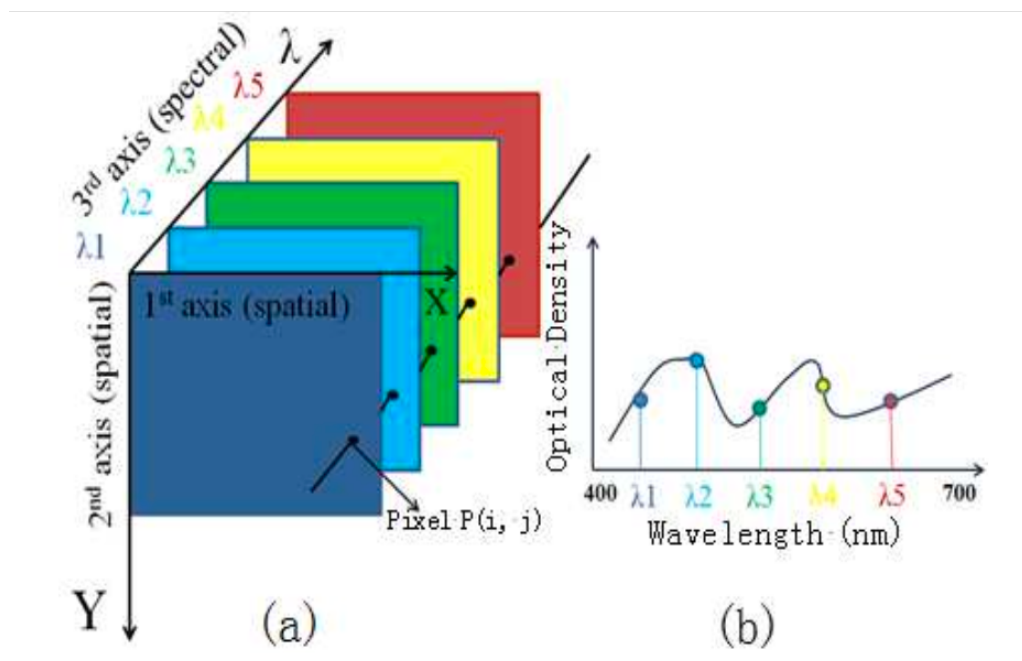 λ
3rd axis (spectral)
λ5
λ4
λ3
λ2
λ1
1st axis (spatial)
X
2nd axis (spatial)
Y
Pixel P(i, j)
(a)
Optical Density
400 λ1 λ2 λ3 λ4 λ5 700
Wavelength (nm)
(b)